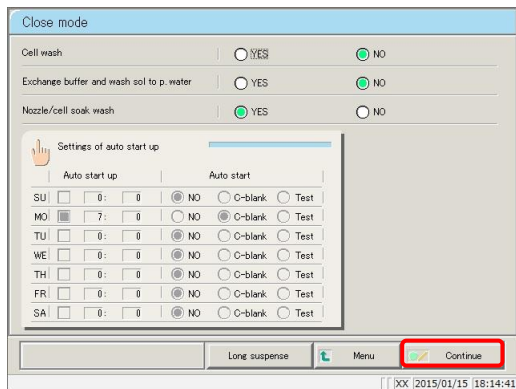 Close mode
Cell wash YES NO
Exchange buffer and wash sol to p. water YES NO
Nozzle/cell soak wash YES NO
Settings of auto start up
Auto start up Auto start
SU 0: 0 NO C-blank Test
MO 7: 0 NO C-blank Test
TU 0: 0 NO C-blank Test
WE 0: 0 NO C-blank Test
TH 0: 0 NO C-blank Test
FR 0: 0 NO C-blank Test
SA 0: 0 NO C-blank Test
Long suspense Menu Continue
XX 2015/01/15 18:14:41